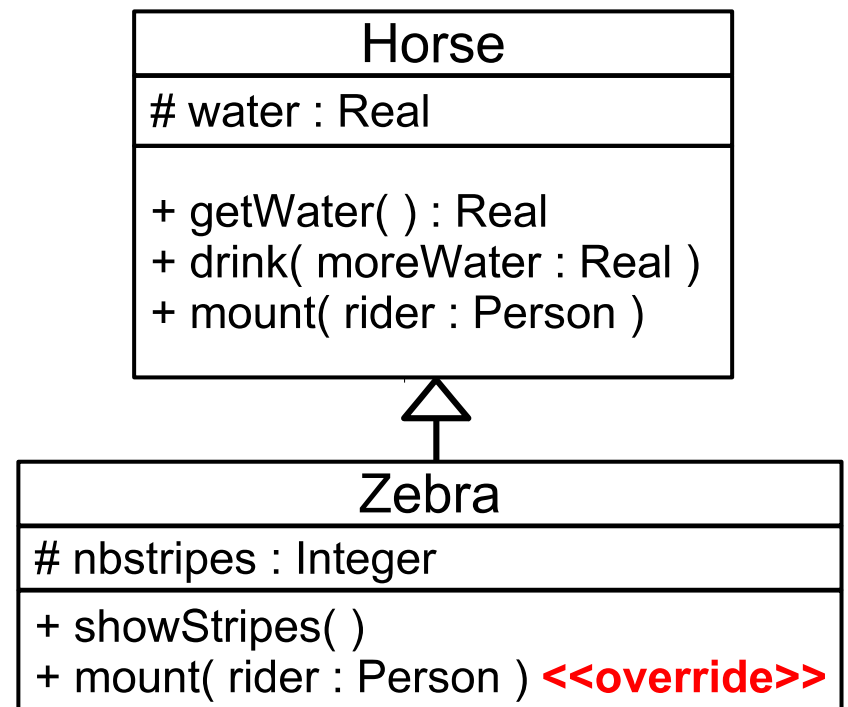 Horse
# water : Real
+ getWater( ) : Real
+ drink( moreWater : Real )
+ mount( rider : Person )
Zebra
# nbstripes : Integer
+ showStripes( )
+ mount( rider : Person ) <<override>>